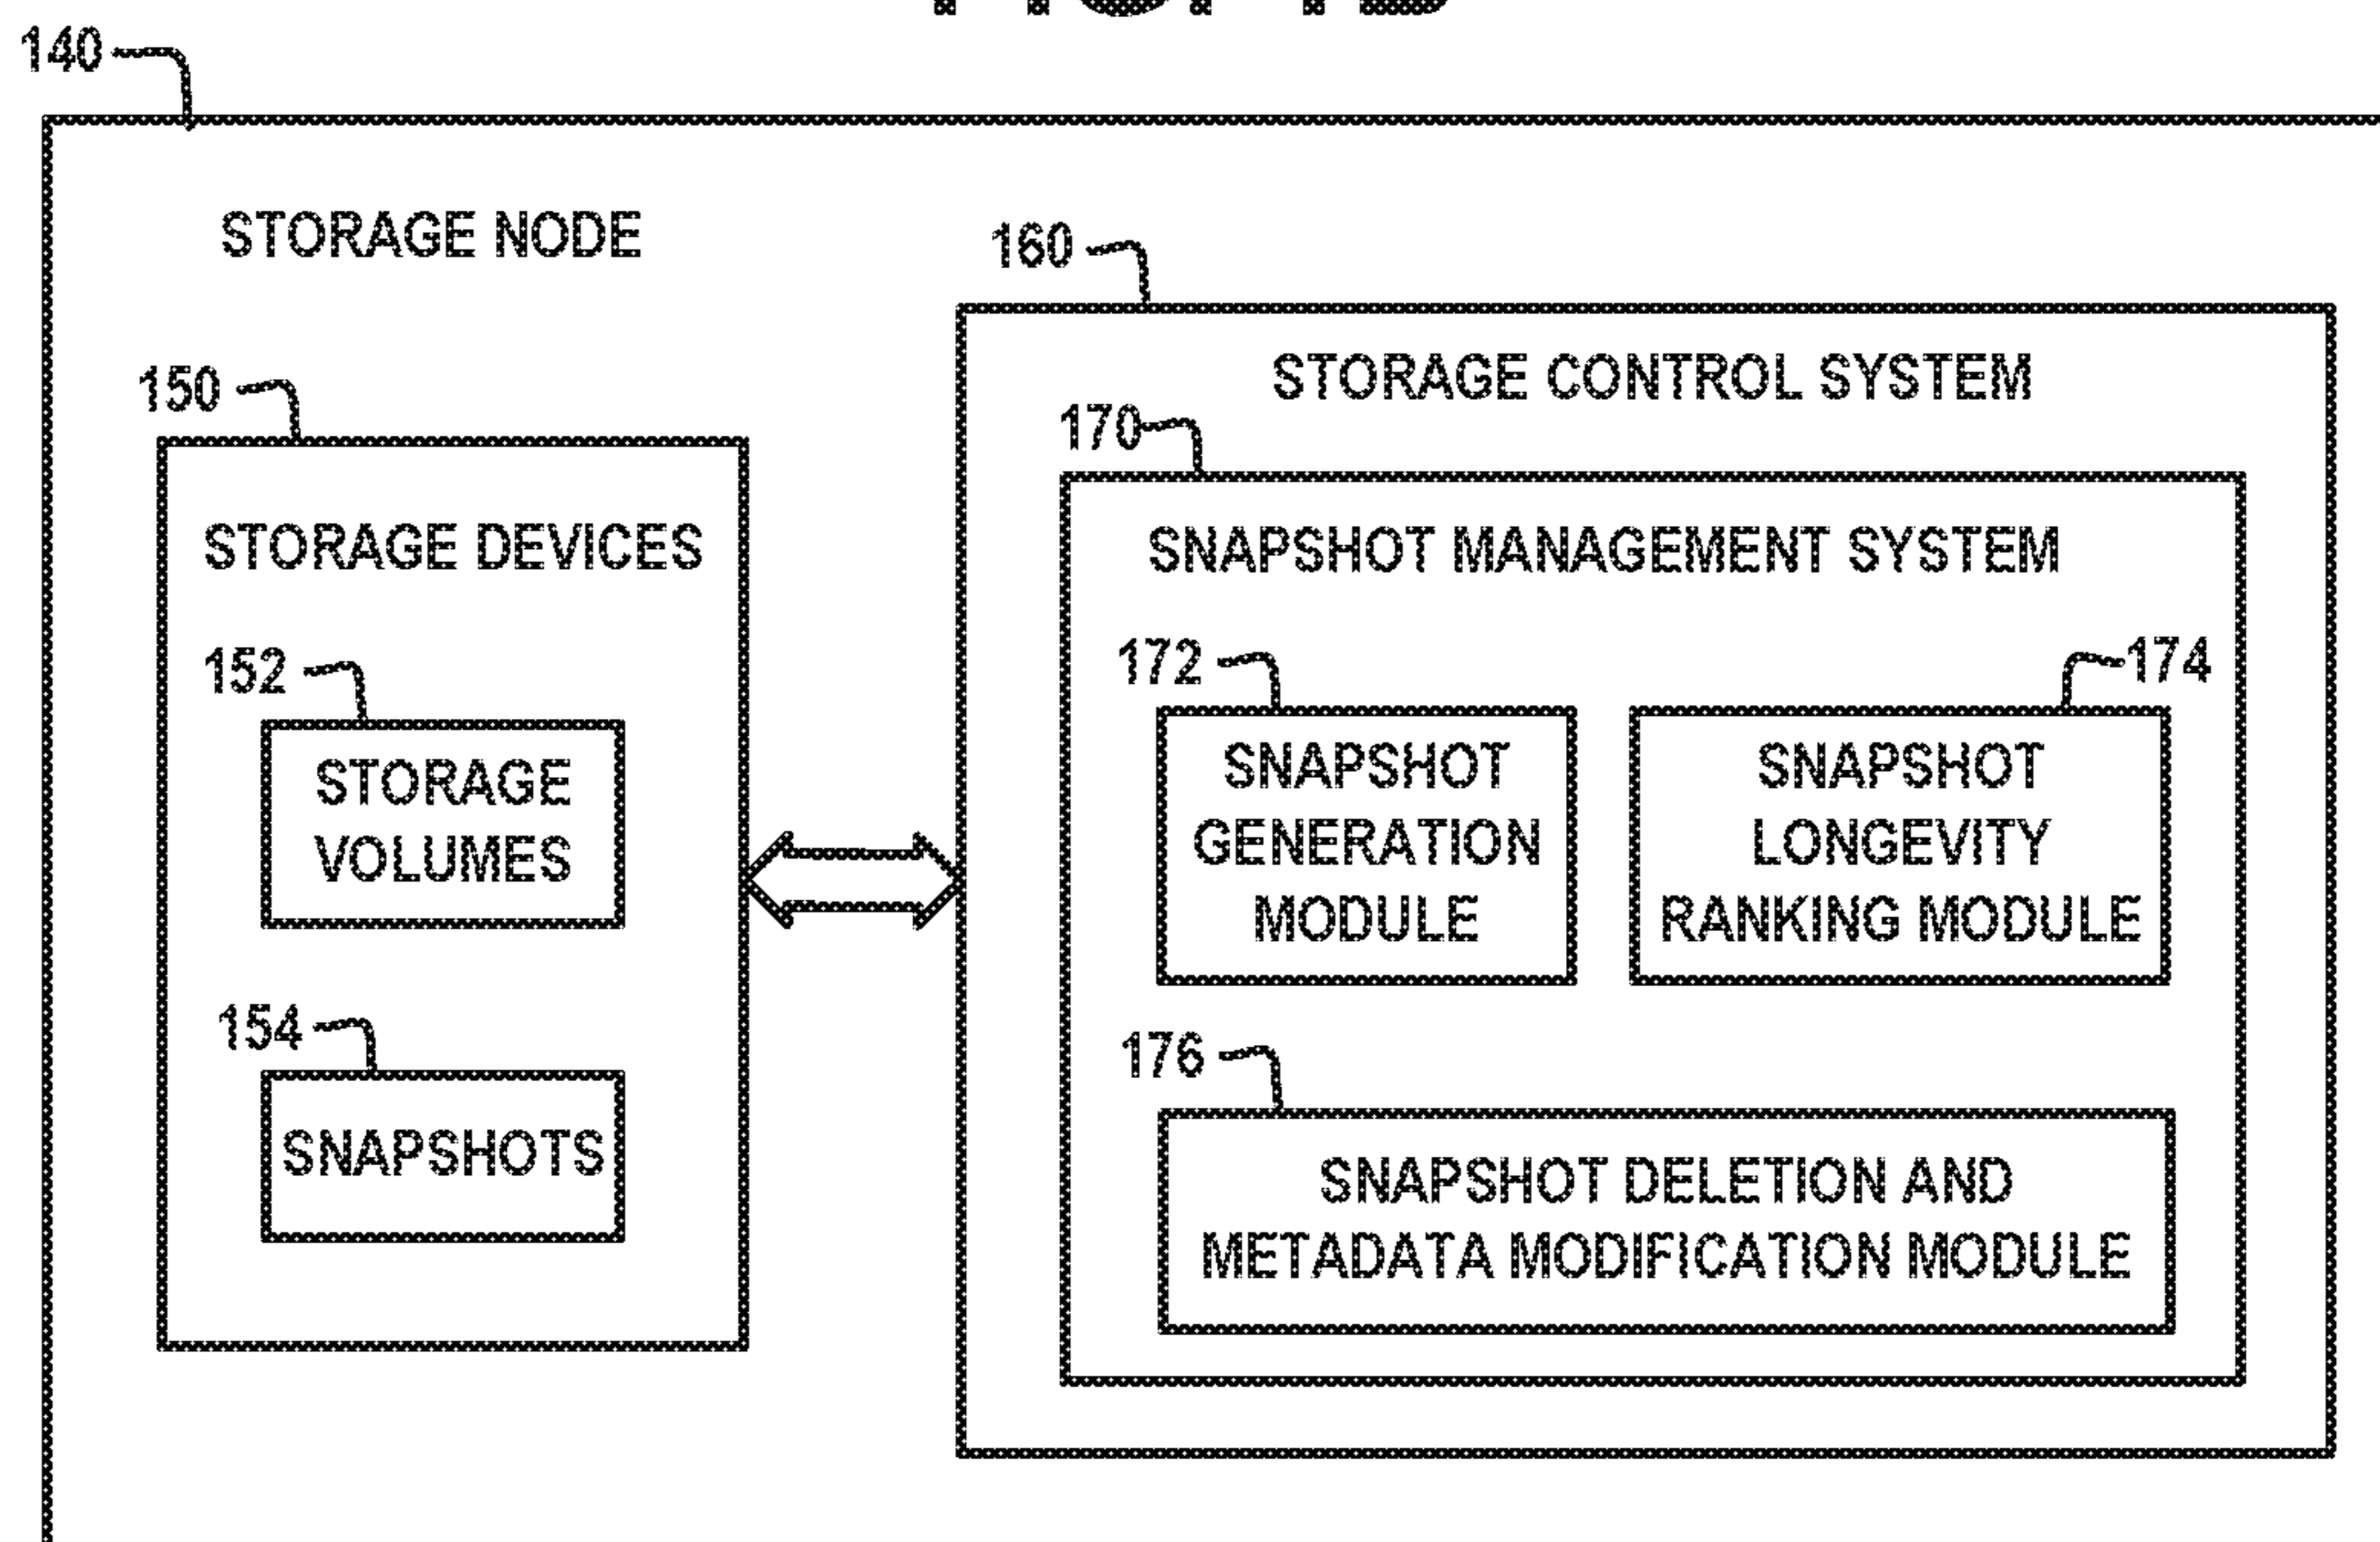 140
STORAGE NODE
160
STORAGE CONTROL SYSTEM
150
170
STORAGE DEVICES
SNAPSHOT MANAGEMENT SYSTEM
152
172
174
STORAGE
VOLUMES
SNAPSHOT
GENERATION
MODULE
SNAPSHOT
LONGEVITY
RANKING MODULE
154
176
SNAPSHOTS
SNAPSHOT DELETION AND
METADATA MODIFICATION MODULE